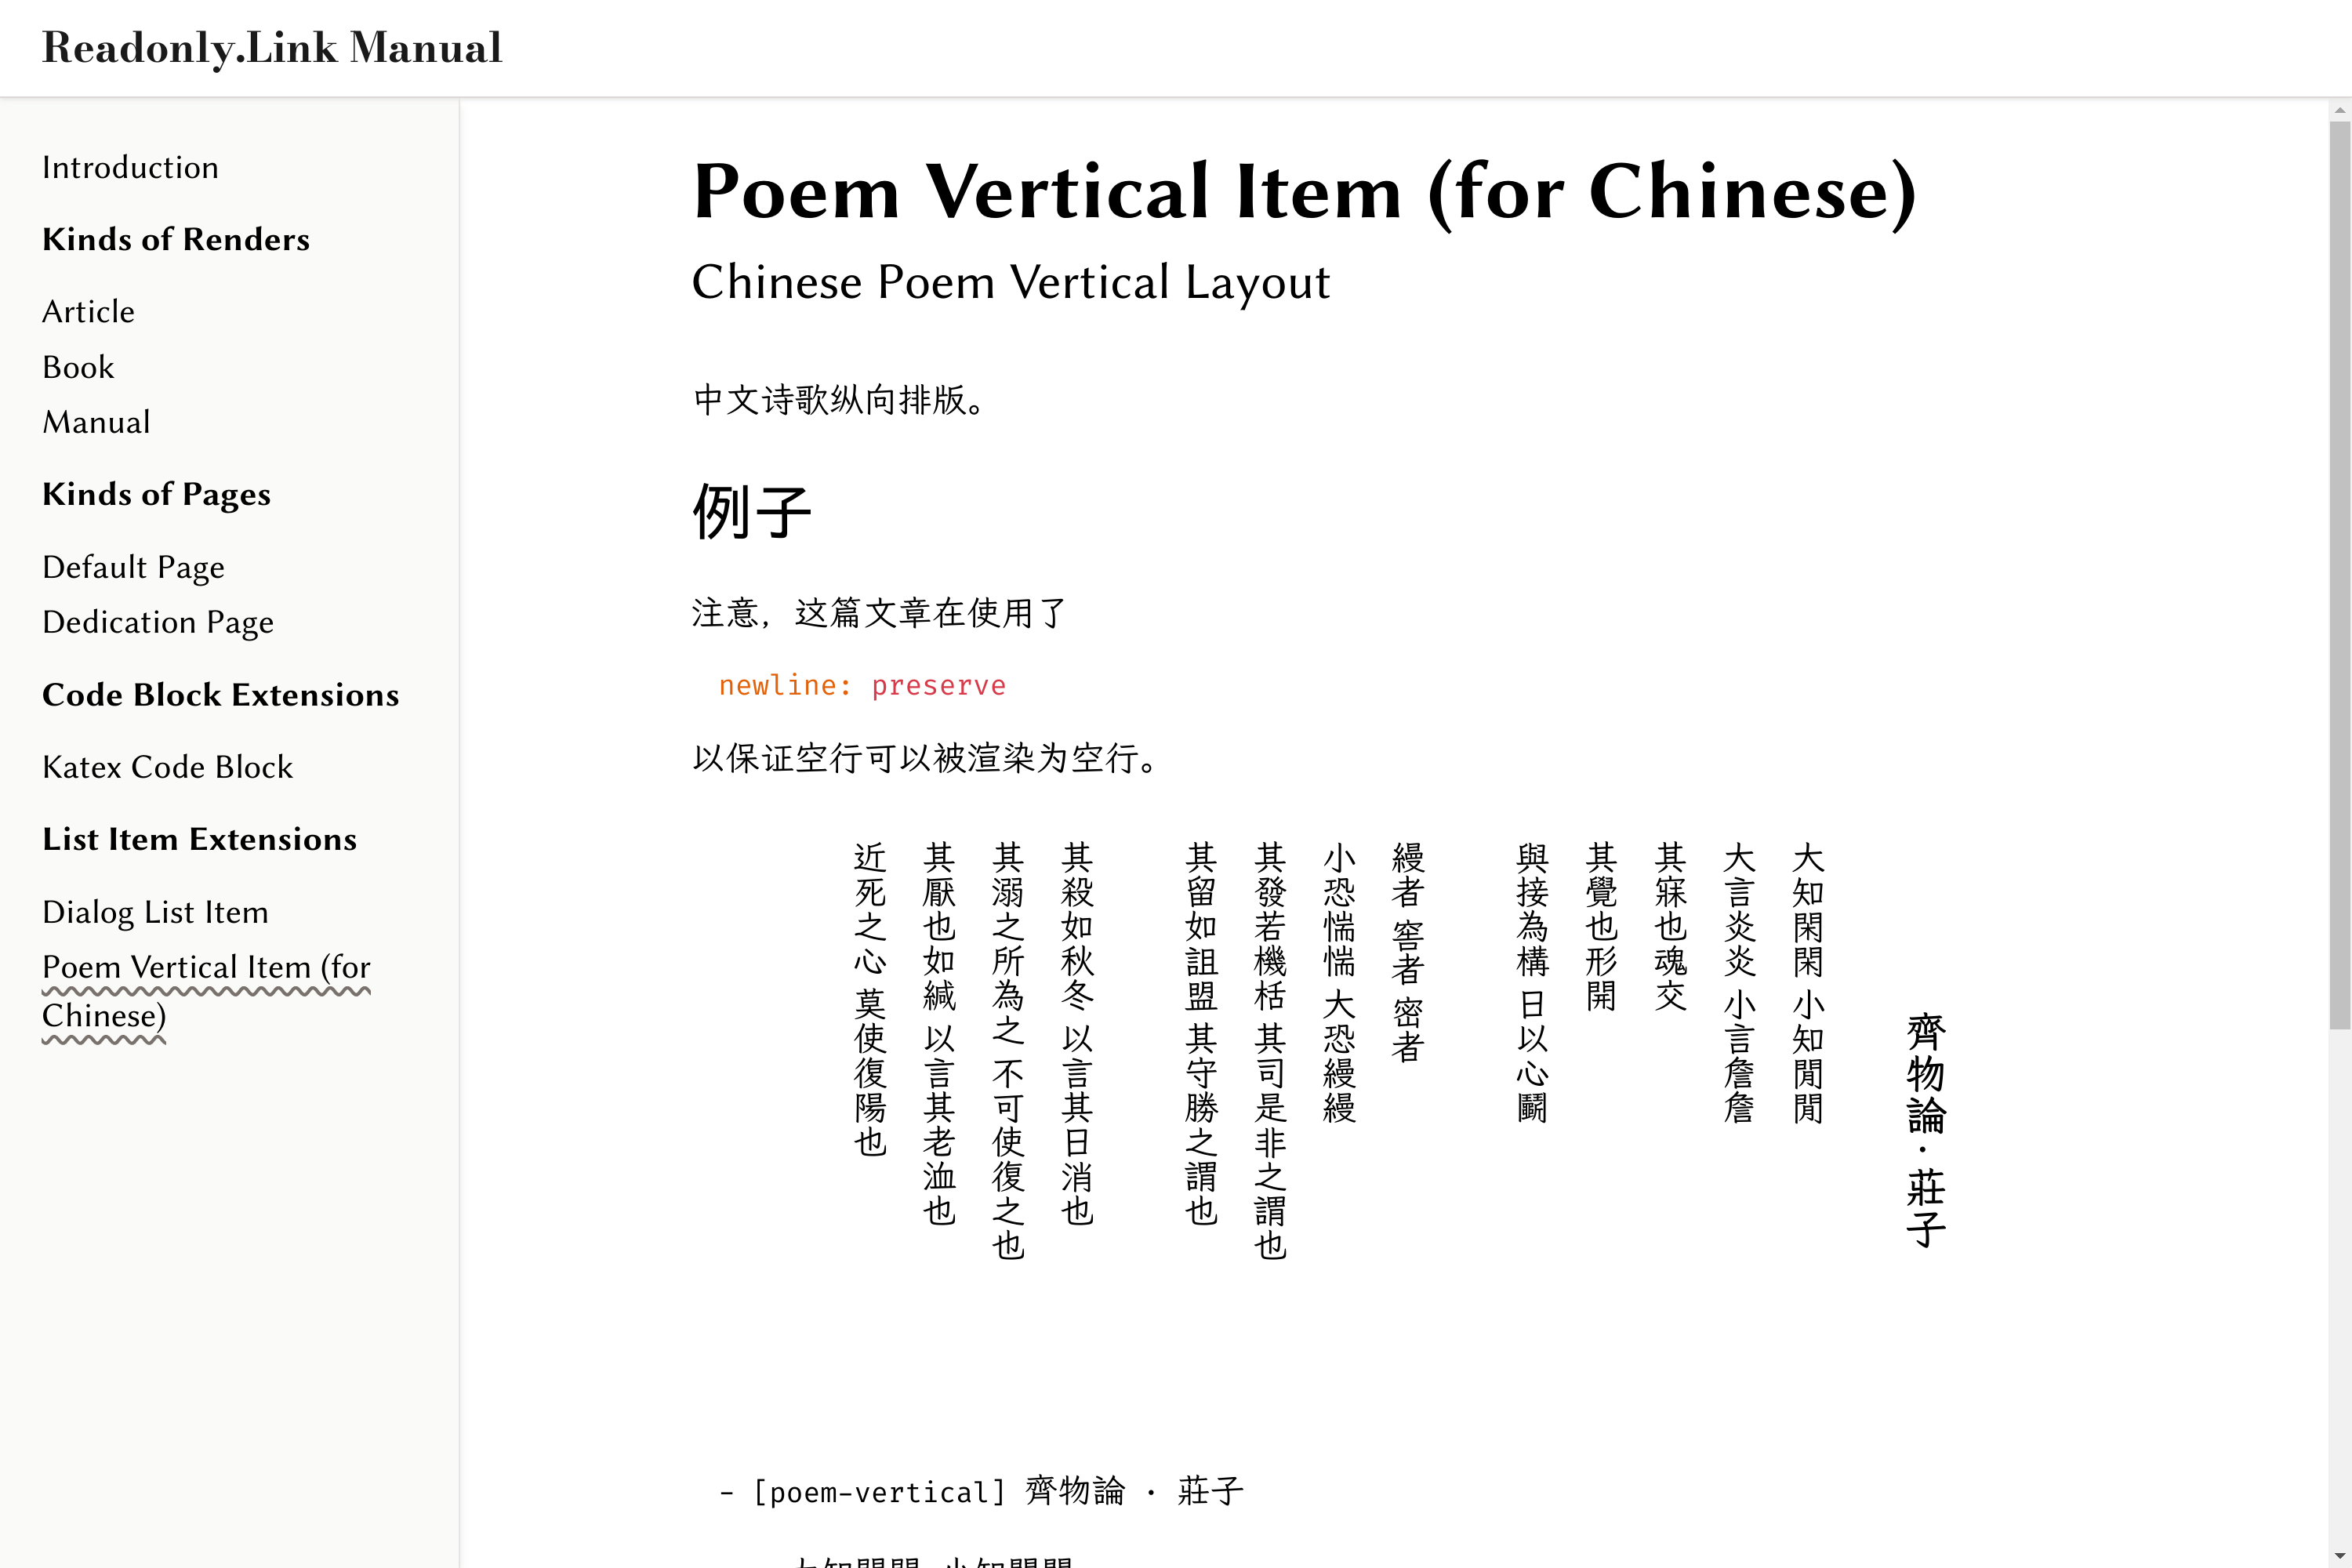 Readonly.Link Manual
Introduction
Kinds of Renders
Article
Book
Manual
Kinds of Pages
Default Page
Dedication Page
Code Block Extensions
Katex Code Block
List Item Extensions
Dialog List Item
Poem Vertical Item (for
Chinese)
Poem Vertical Item (for Chinese)
Chinese Poem Vertical Layout
中文诗歌纵向排版。
例子
注意，这篇文章在使用了
newline: preserve
以保证空行可以被渲染为空行。
齊物論 · 莊子
大知閑閑 小知閒閒
大言炎炎 小言詹詹
其寐也魂交
其覺也形開
與接為構 日以心鬭
縵者 窖者 密者
小恐惴惴 大恐縵縵
其發若機栝 其司是非之謂也
其留如詛盟 其守勝之謂也
其殺如秋冬 以言其日消也
其溺之所為之 不可使復之也
其厭也如緘 以言其老洫也
近死之心 莫使復陽也
- [poem-vertical] 齊物論 · 莊子